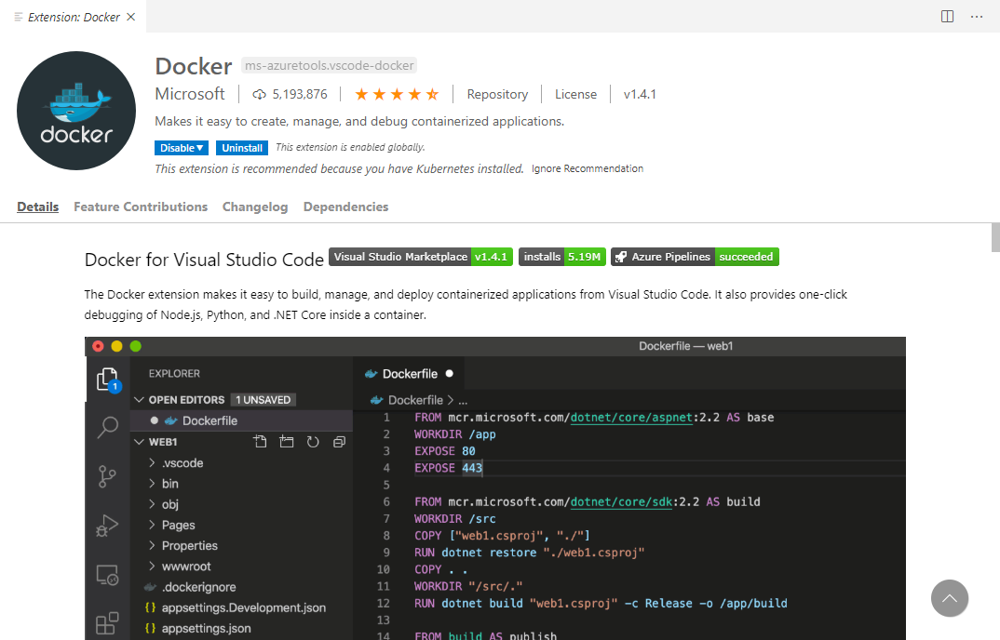 Extension: Docker
docker
Docker ms-azuretools.vscode-docker
Microsoft 5,193,876 Repository License v1.4.1
Makes it easy to create, manage, and debug containerized applications.
Disable Uninstall This extension is enabled globally.
This extension is recommended because you have Kubernetes installed. Ignore Recommendation
Details Feature Contributions Changelog Dependencies
Docker for Visual Studio Code Visual Studio Marketplace v1.4.1 installs 5.19M Azure Pipelines succeeded
The Docker extension makes it easy to build, manage, and deploy containerized applications from Visual Studio Code. It also provides one-click
debugging of Node.js, Python, and .NET Core inside a container.
Dockerfile — web1
1
EXPLORER
OPEN EDITORS 1 UNSAVED
Dockerfile
WEB1
.vscode
bin
obj
Pages
Properties
wwwroot
.dockerignore
{} appsettings.Development.json
{} appsettings.json
Dockerfile
Dockerfile > ...
1 FROM mcr.microsoft.com/dotnet/core/aspnet:2.2 AS base
2 WORKDIR /app
3 EXPOSE 80
4 EXPOSE 443
5
6 FROM mcr.microsoft.com/dotnet/core/sdk:2.2 AS build
7 WORKDIR /src
8 COPY ["web1.csproj", "./"]
9 RUN dotnet restore "./web1.csproj"
10 COPY . .
11 WORKDIR "/src/."
12 RUN dotnet build "web1.csproj" -c Release -o /app/build
13
14 FROM build AS publish